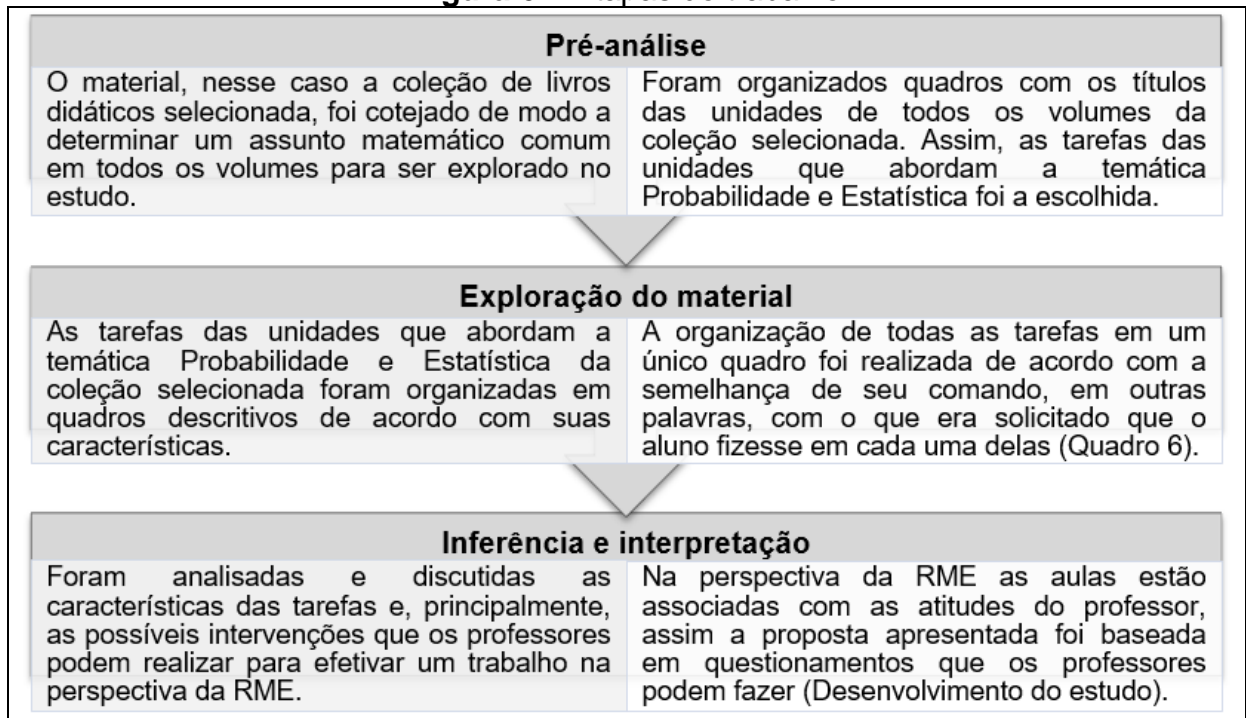 Pré-análise
O material, nesse caso a coleção de livros
didáticos selecionada, foi cotejado de modo a
determinar um assunto matemático comum
em todos os volumes para ser explorado no
estudo.
Foram organizados quadros com os títulos
das unidades de todos os volumes da
coleção selecionada. Assim, as tarefas das
unidades que abordam a temática
Probabilidade e Estatística foi a escolhida.
Exploração do material
As tarefas das unidades que abordam a
temática Probabilidade e Estatística da
coleção selecionada foram organizadas em
quadros descritivos de acordo com suas
características.
A organização de todas as tarefas em um
único quadro foi realizada de acordo com a
semelhança de seu comando, em outras
palavras, com o que era solicitado que o
aluno fizesse em cada uma delas (Quadro 6).
Inferência e interpretação
Foram analisadas e discutidas as
características das tarefas e, principalmente,
as possíveis intervenções que os professores
podem realizar para efetivar um trabalho na
perspectiva da RME.
Na perspectiva da RME as aulas estão
associadas com as atitudes do professor,
assim a proposta apresentada foi baseada
em questionamentos que os professores
podem fazer (Desenvolvimento do estudo).